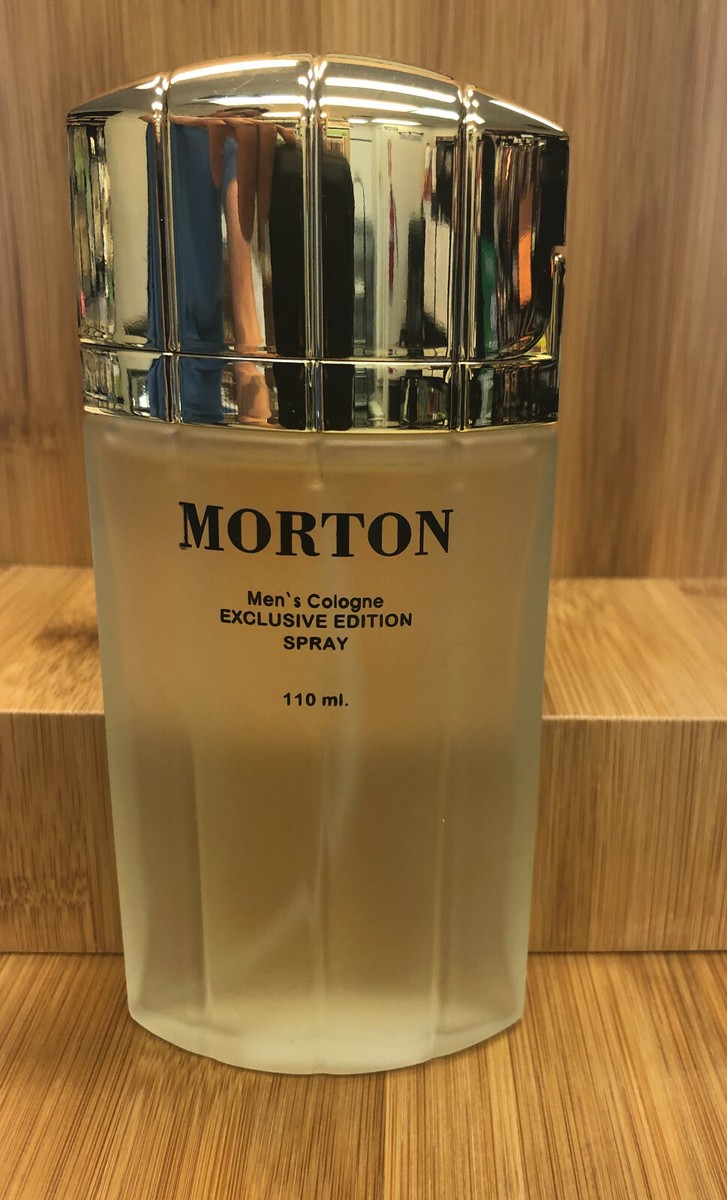 MORTON
Men`s Cologne
EXCLUSIVE EDITION
SPRAY
110 ml.